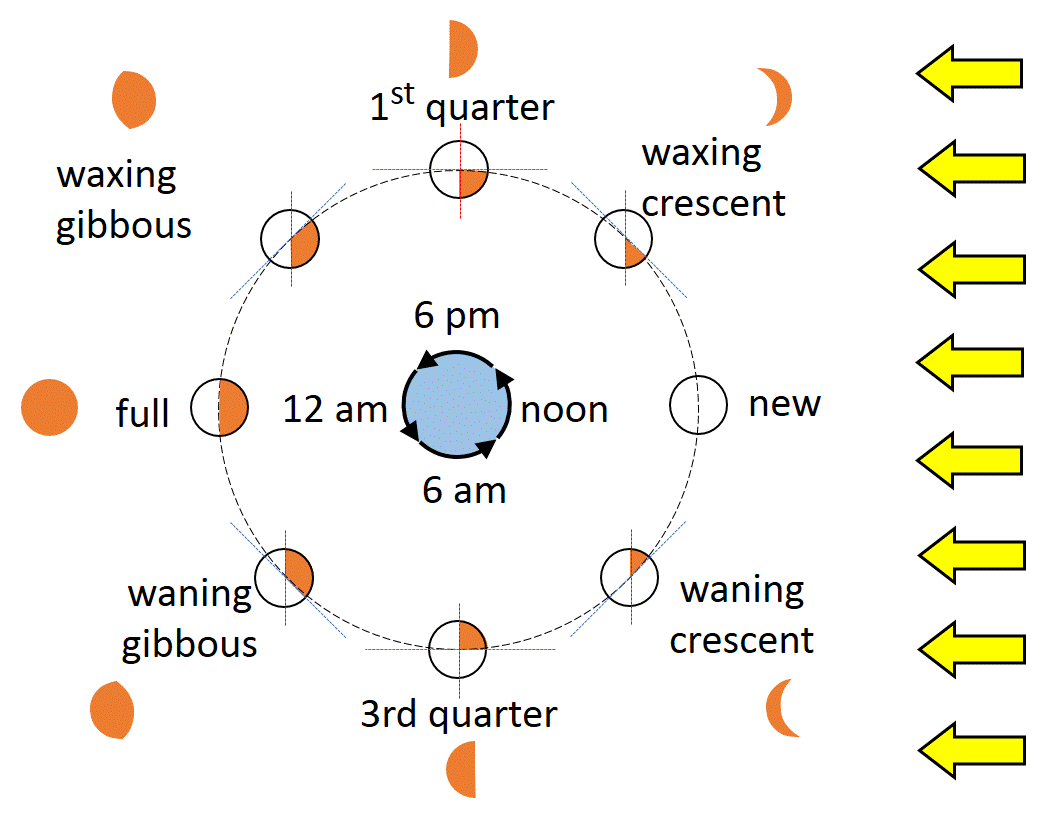 1st quarter
waxing
gibbous
waxing
crescent
6 pm
full
12 am
noon
new
6 am
waning
gibbous
waning
crescent
3rd quarter